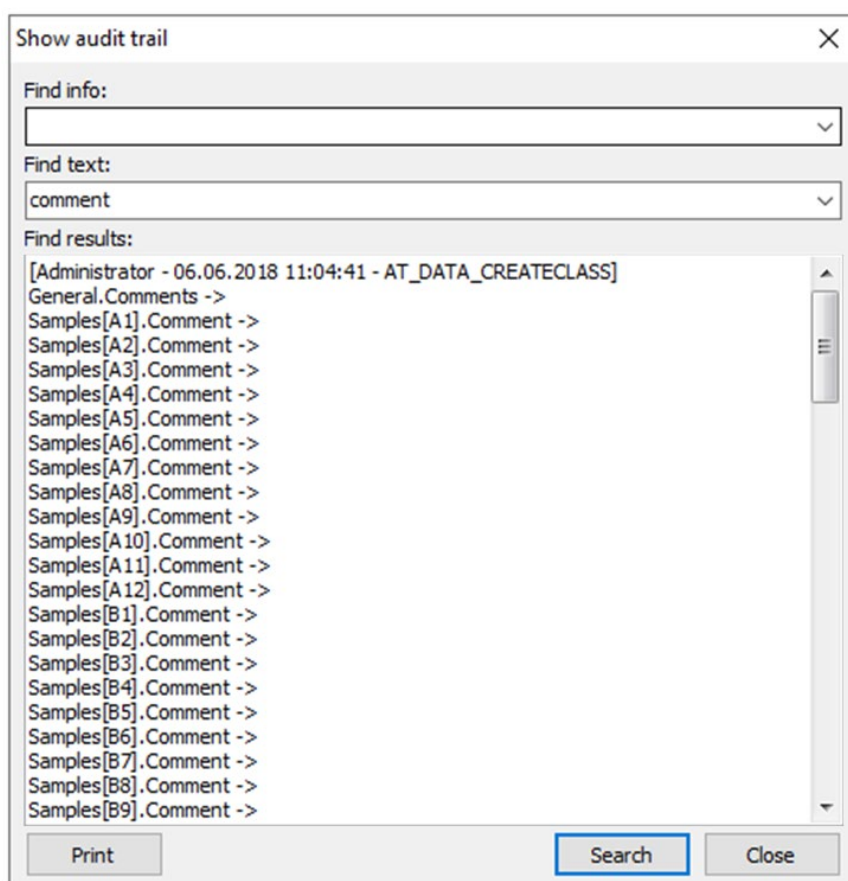 Show audit trail
Find info:
Find text:
comment
Find results:
[Administrator - 06.06.2018 11:04:41 - AT_DATA_CREATECLASS]
General.Comments ->
Samples[A1].Comment ->
Samples[A2].Comment ->
Samples[A3].Comment ->
Samples[A4].Comment ->
Samples[A5].Comment ->
Samples[A6].Comment ->
Samples[A7].Comment ->
Samples[A8].Comment ->
Samples[A9].Comment ->
Samples[A10].Comment ->
Samples[A11].Comment ->
Samples[A12].Comment ->
Samples[B1].Comment ->
Samples[B2].Comment ->
Samples[B3].Comment ->
Samples[B4].Comment ->
Samples[B5].Comment ->
Samples[B6].Comment ->
Samples[B7].Comment ->
Samples[B8].Comment ->
Samples[B9].Comment ->
Print Search Close